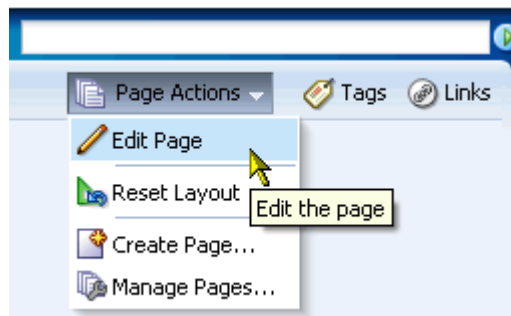 Page Actions Tags Links
Edit Page
Reset Layout
Edit the page
Create Page...
Manage Pages...